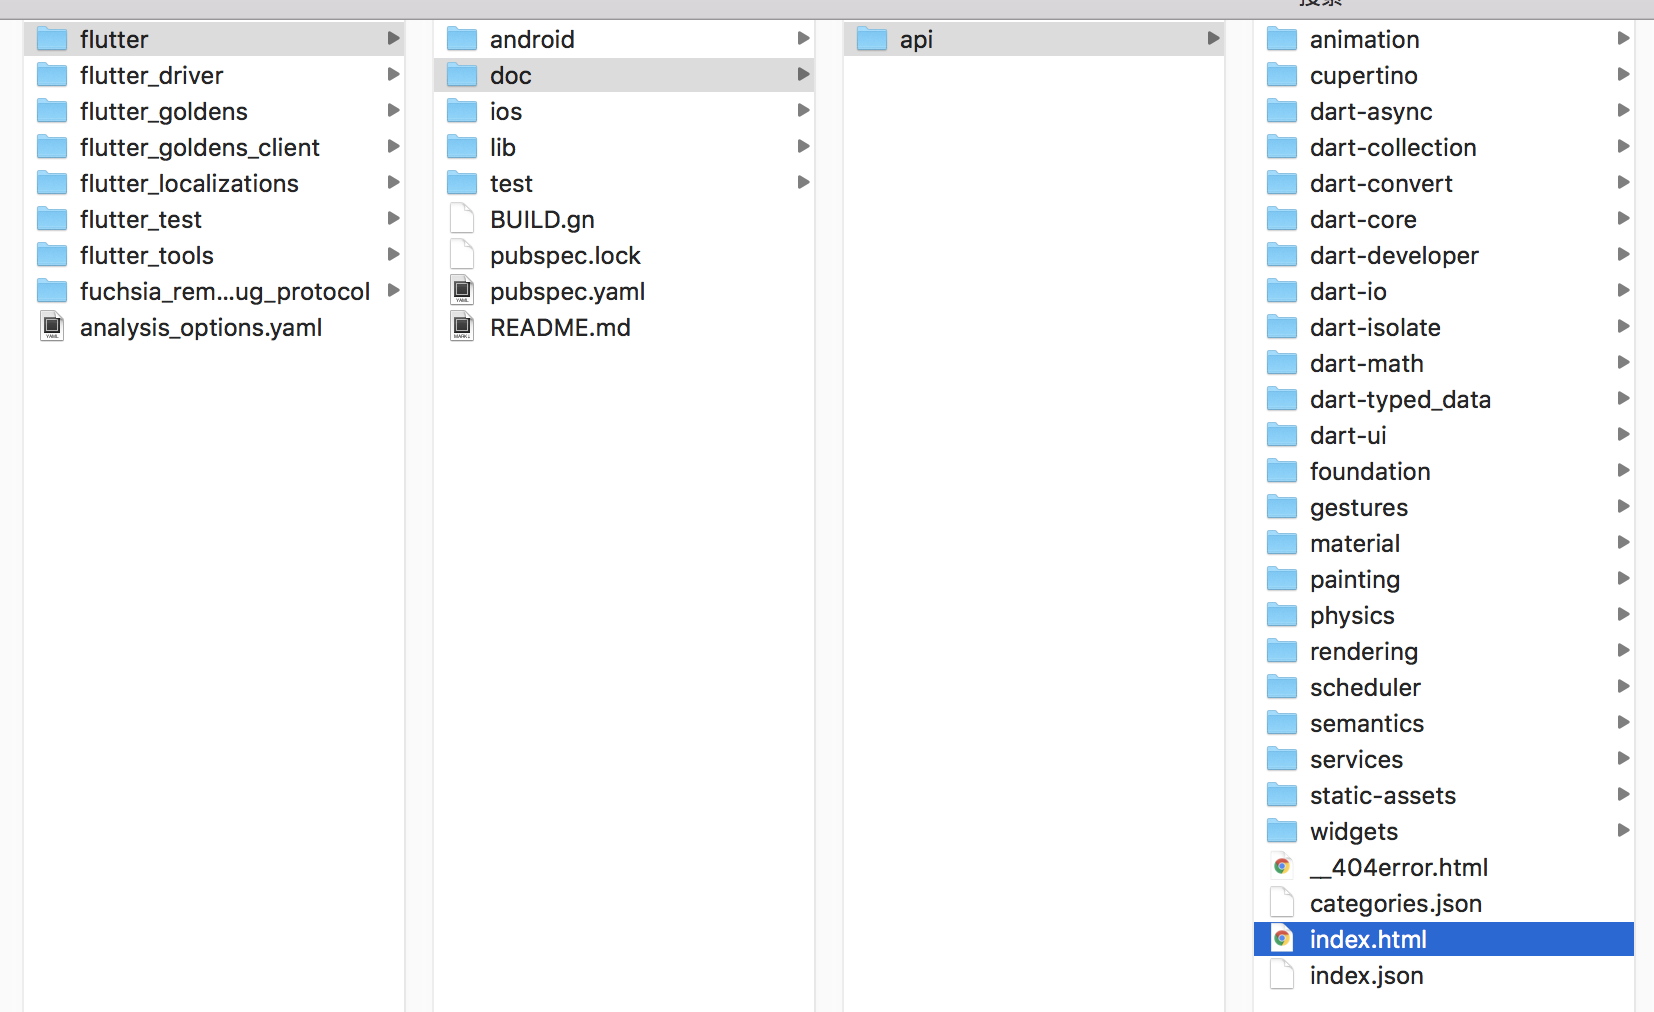 flutter
flutter_driver
flutter_goldens
flutter_goldens_client
flutter_localizations
flutter_test
flutter_tools
fuchsia_rem...ug_protocol
analysis_options.yaml
android
doc
ios
lib
test
BUILD.gn
pubspec.lock
pubspec.yaml
README.md
api
animation
cupertino
dart-async
dart-collection
dart-convert
dart-core
dart-developer
dart-io
dart-isolate
dart-math
dart-typed_data
dart-ui
foundation
gestures
material
painting
physics
rendering
scheduler
semantics
services
static-assets
widgets
__404error.html
categories.json
index.html
index.json